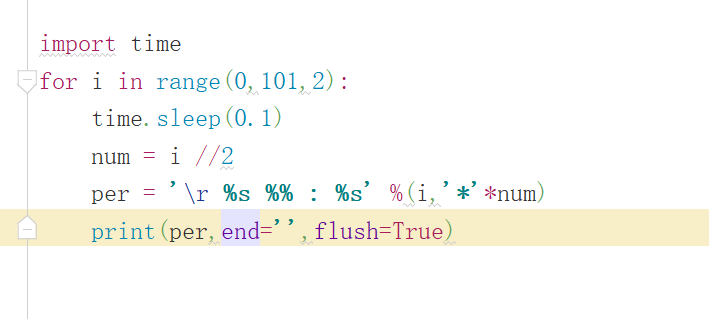 import time
for i in range(0,101,2):
    time.sleep(0.1)
    num = i //2
    per = '\r %s %% : %s' %(i,'*'*num)
    print(per,end='',flush=True)